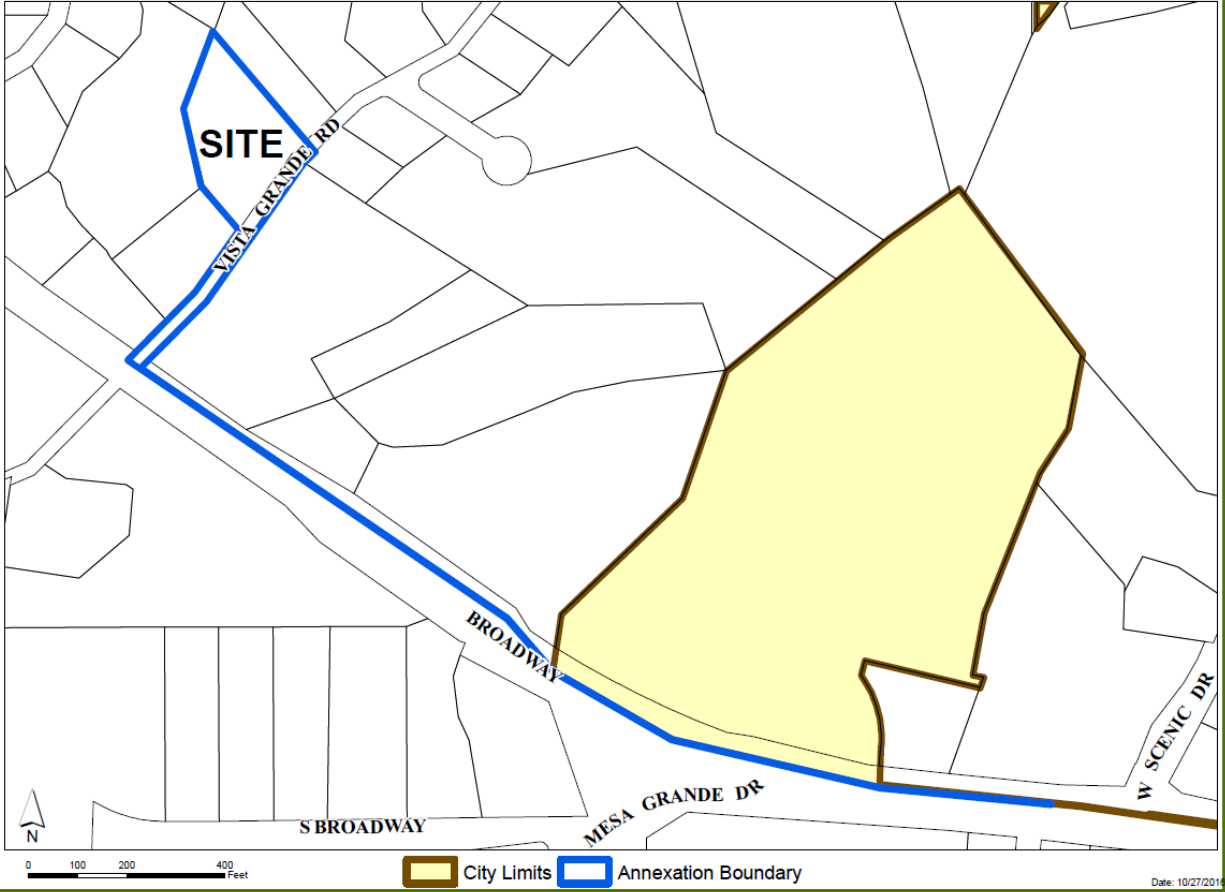 SITE
VISTA GRANDE RD
BROADWAY
W SCENIC DR
MESA GRANDE DR
S BROADWAY
N
0 100 200 400
Feet
City Limits Annexation Boundary